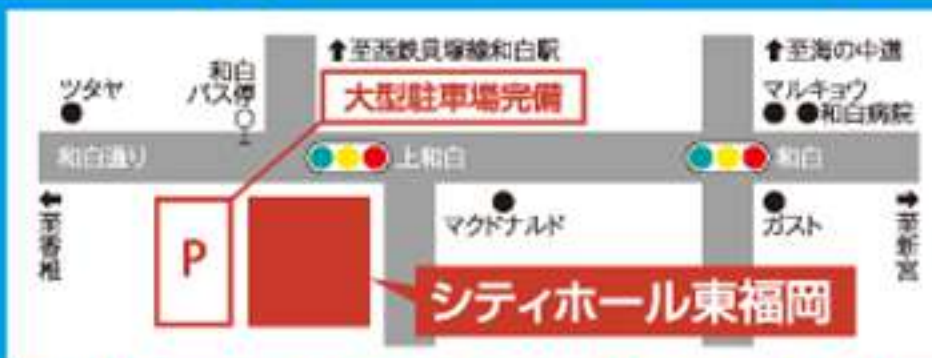 ↑至西鉄貝塚線和白駅
↑至海の中道
ツタヤ
和白
バス停
大型駐車場完備
マルキョウ
和白病院
和白通り
上和白
和白
←至香椎
P
マクドナルド
ガスト
→至新宮
シティホール東福岡